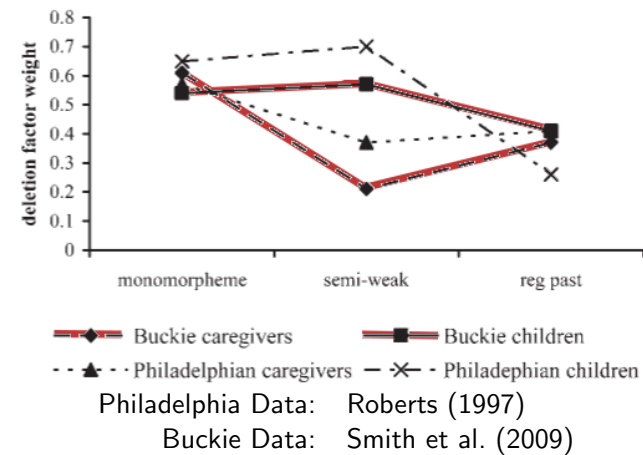 deletion factor weight
0.8
0.7
0.6
0.5
0.4
0.3
0.2
0.1
0
monomorpheme semi-weak reg past
Buckie caregivers Buckie children
Philadelphian caregivers Philadephian children
Philadelphia Data: Roberts (1997)
Buckie Data: Smith et al. (2009)